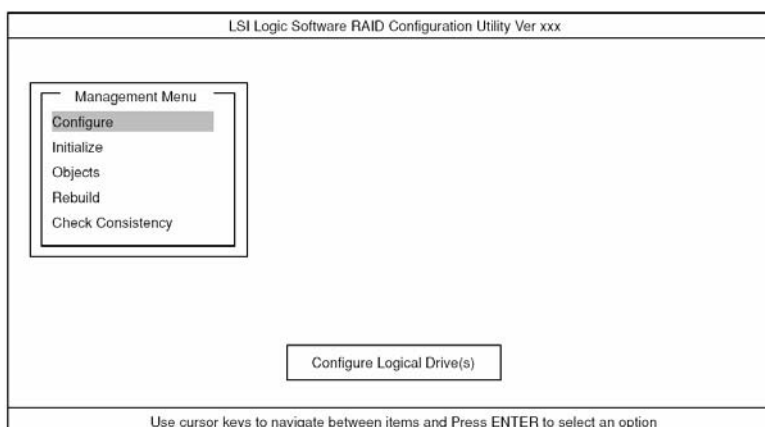 LSI Logic Software RAID Configuration Utility Ver xxx
Management Menu
Configure
Initialize
Objects
Rebuild
Check Consistency
Configure Logical Drive(s)
Use cursor keys to navigate between items and Press ENTER to select an option